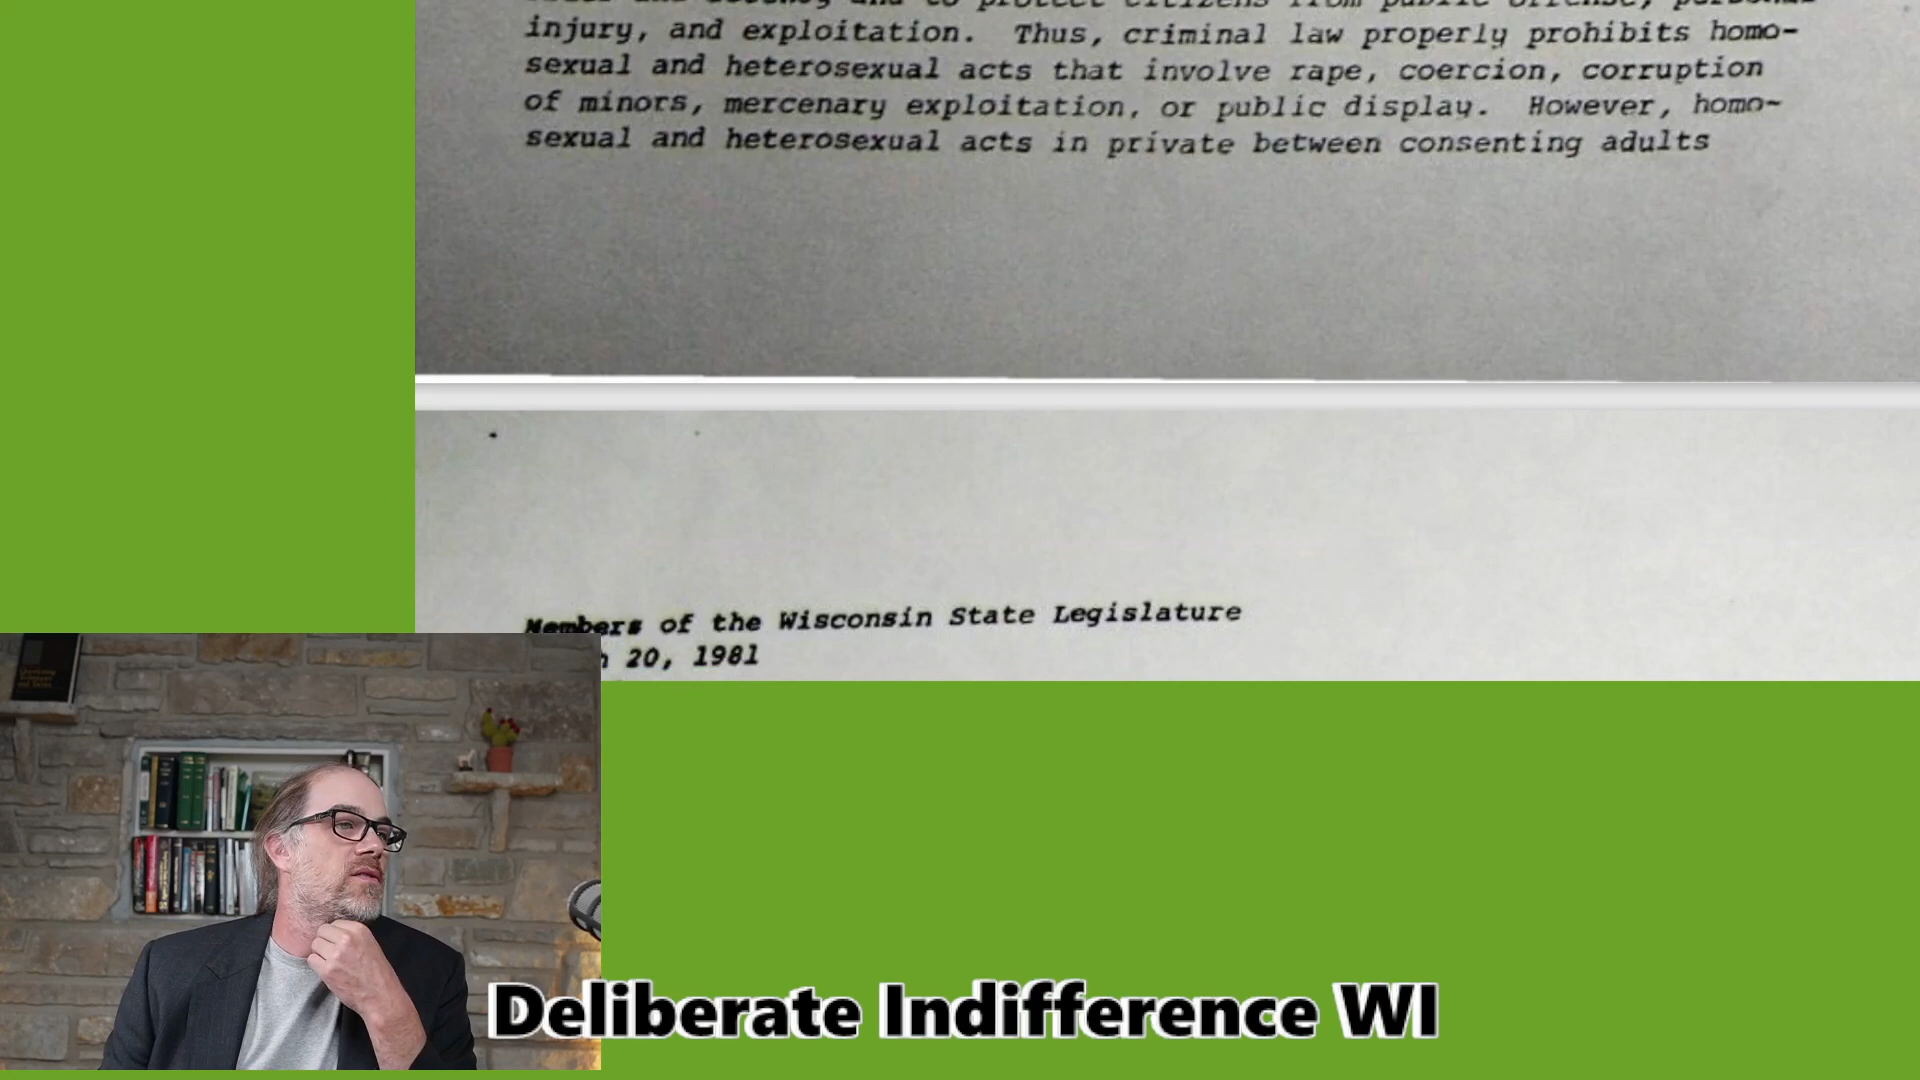 injury, and exploitation. Thus, criminal law properly prohibits homo-
sexual and heterosexual acts that involve rape, coercion, corruption
of minors, mercenary exploitation, or public display. However, homo-
sexual and heterosexual acts in private between consenting adults
Members of the Wisconsin State Legislature
20, 1981
Deliberate Indifference WI